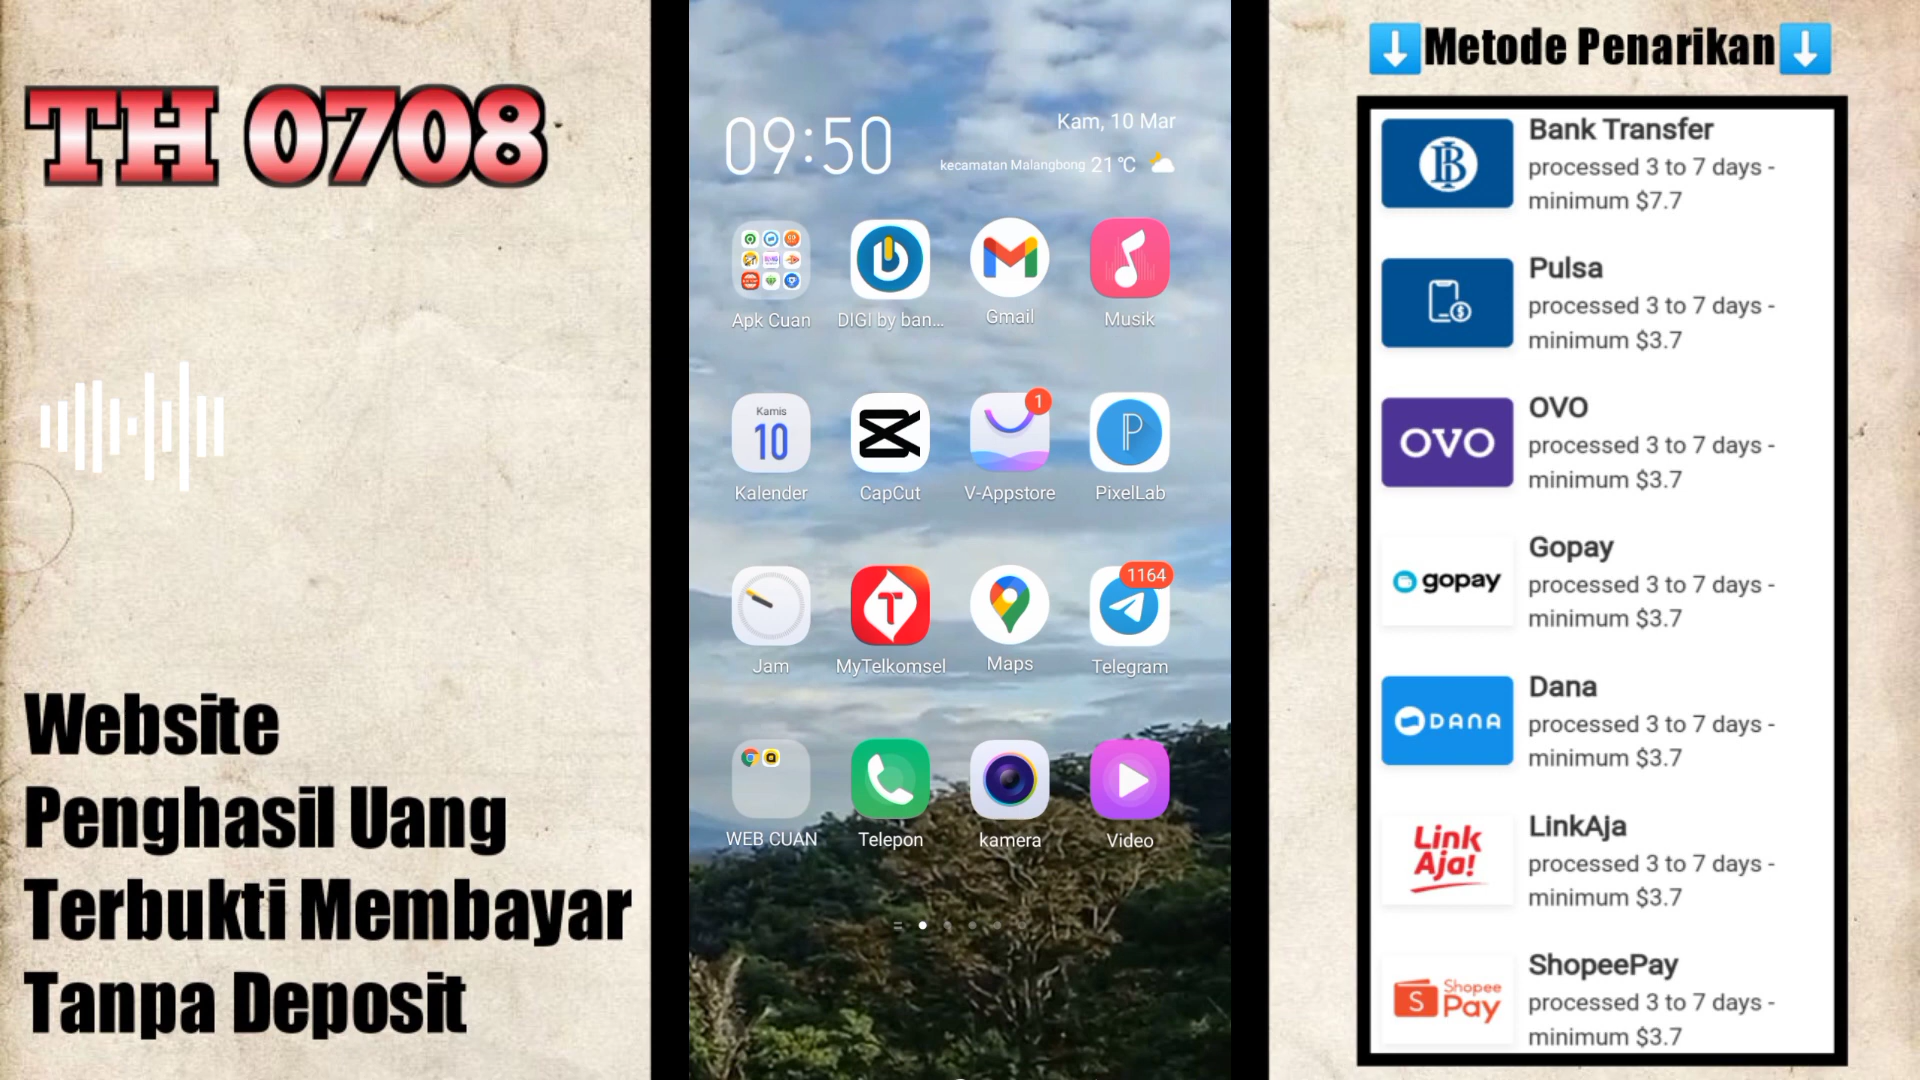 TH 0708
Website
Penghasil Uang
Terbukti Membayar
Tanpa Deposit
09:50
Kam, 10 Mar
kecamatan Malangbong 21 °C
Apk Cuan
DIGI by ban...
Gmail
Musik
Kamis
10
1
Kalender
CapCut
V-Appstore
PixelLab
1164
Jam
MyTelkomsel
Maps
Telegram
WEB CUAN
Telepon
kamera
Video
Metode Penarikan
Bank Transfer
processed 3 to 7 days -
minimum $7.7
Pulsa
processed 3 to 7 days -
minimum $3.7
OVO
OVO
processed 3 to 7 days -
minimum $3.7
gopay
Gopay
processed 3 to 7 days -
minimum $3.7
DANA
Dana
processed 3 to 7 days -
minimum $3.7
Link
Aja!
LinkAja
processed 3 to 7 days -
minimum $3.7
Shopee
Pay
ShopeePay
processed 3 to 7 days -
minimum $3.7